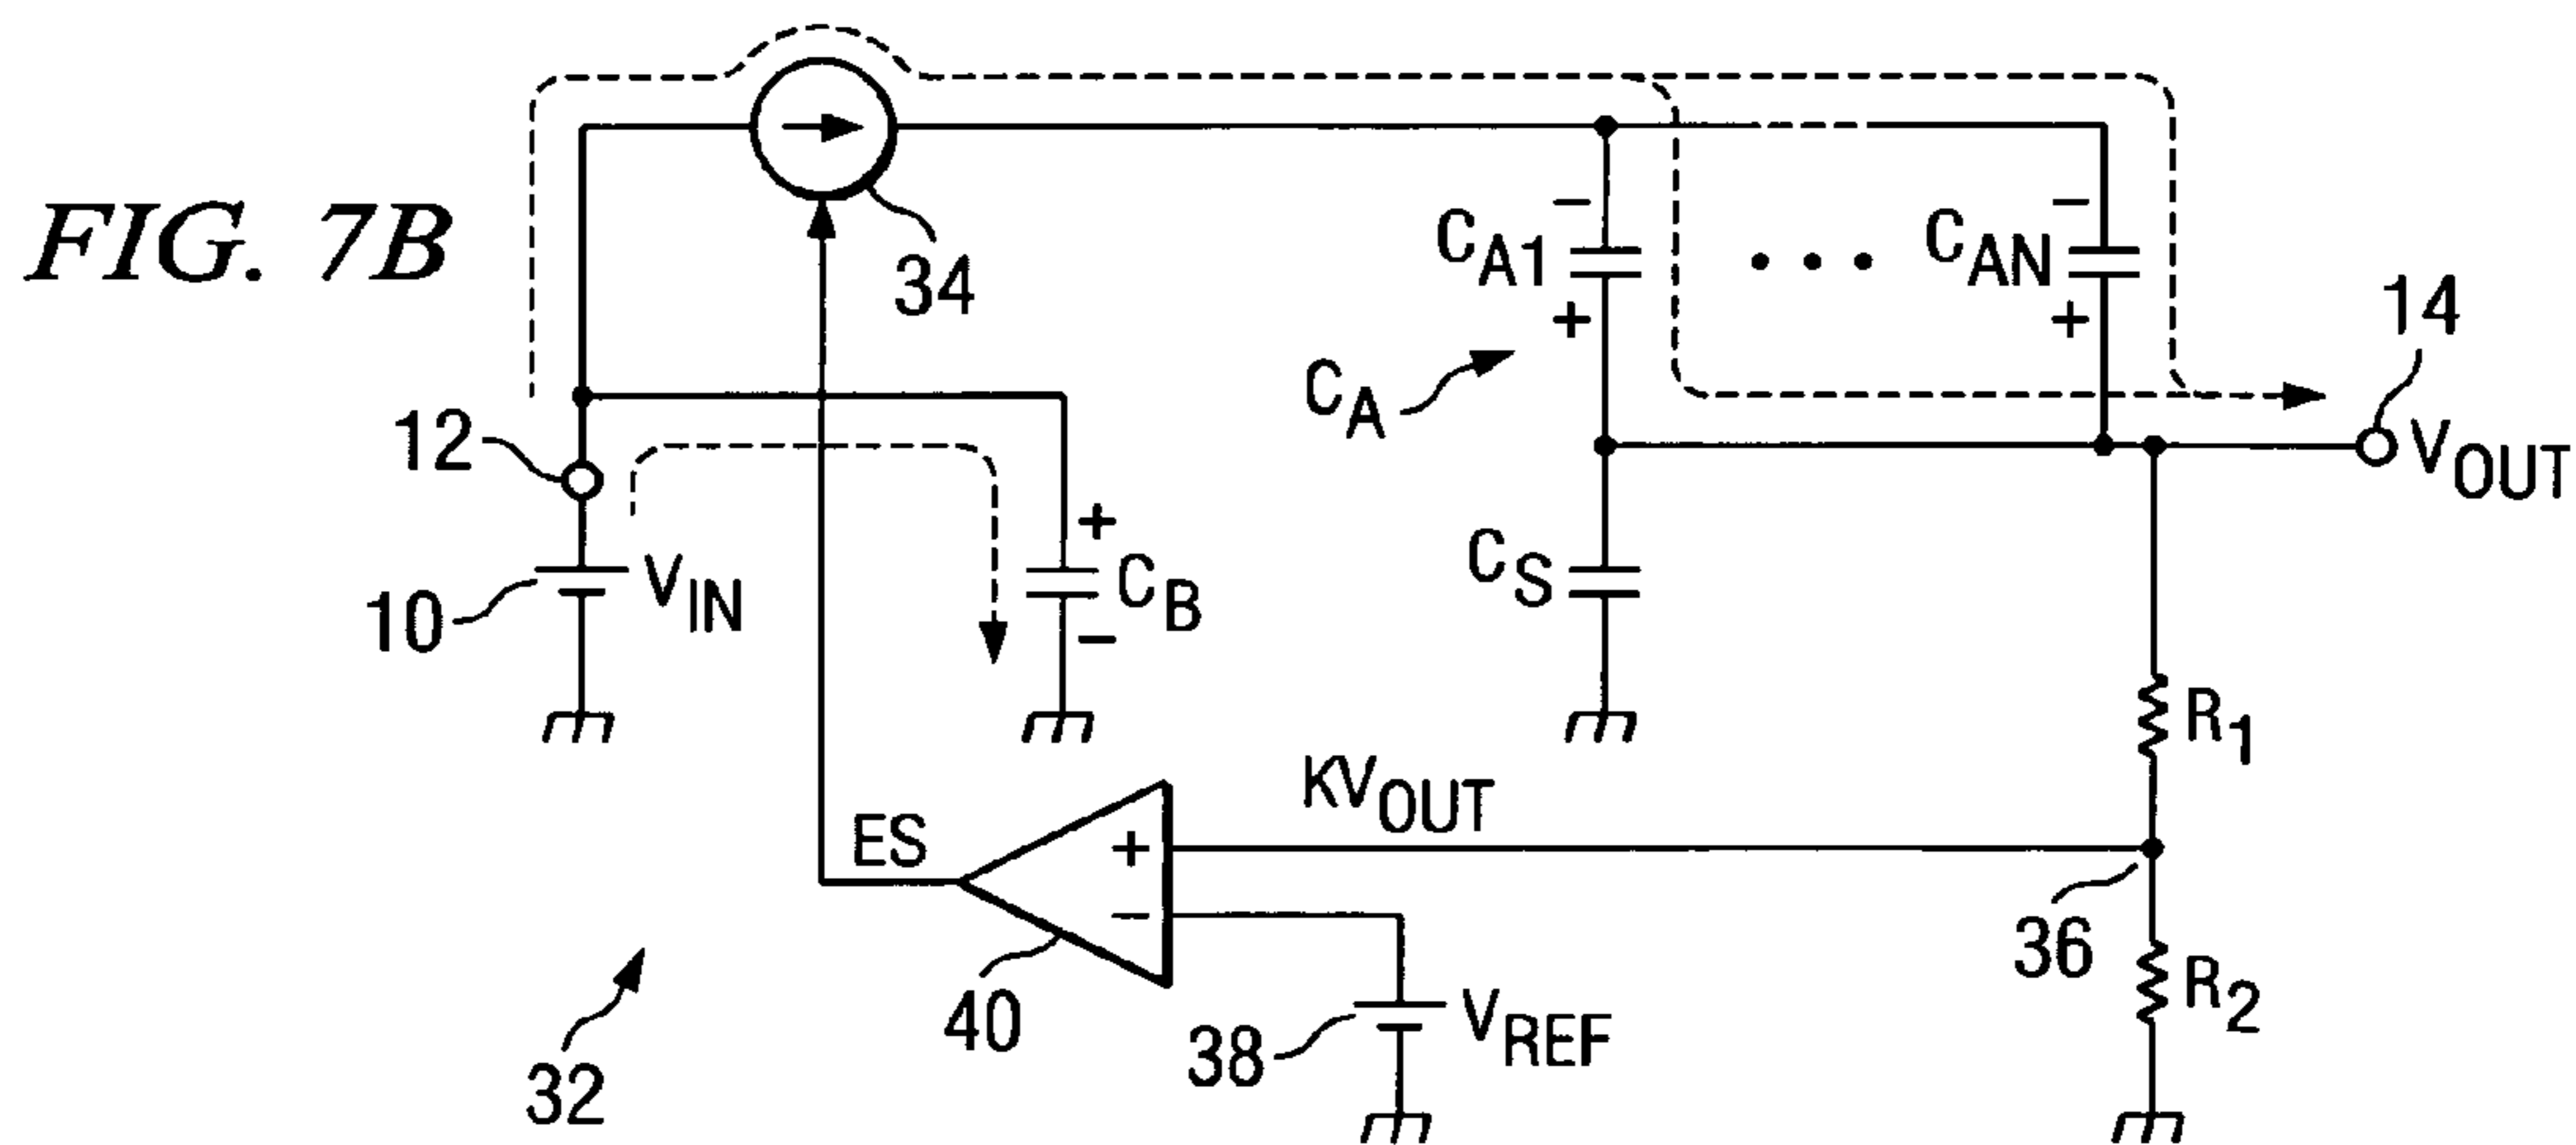 FIG. 7B
34
−
CA1
+
• • •
−
CAN
+
14
CA
VOUT
12
10
VIN
+
CB
−
CS
R1
KVOUT
ES
+
−
40
36
R2
38
VREF
32